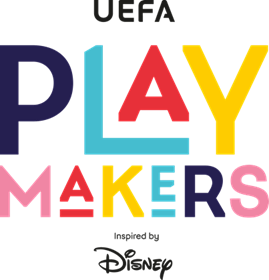 UEFA
PLAY
MAKERS
Inspired by
Disney